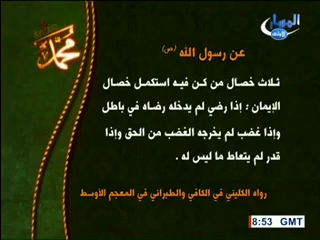 المهار
محمد
عن رسول الله (ص)
ثلاث خصال من كن فيه استكمل خصال
الإيمان : إذا رضي لم يدخله رضاه في باطل
وإذا غضب لم يخرجه الغضب من الحق وإذا
قدر لم يتعاط ما ليس له .
رواه الكليني في الكافي والطبراني في المعجم الأوسط
8:53 GMT